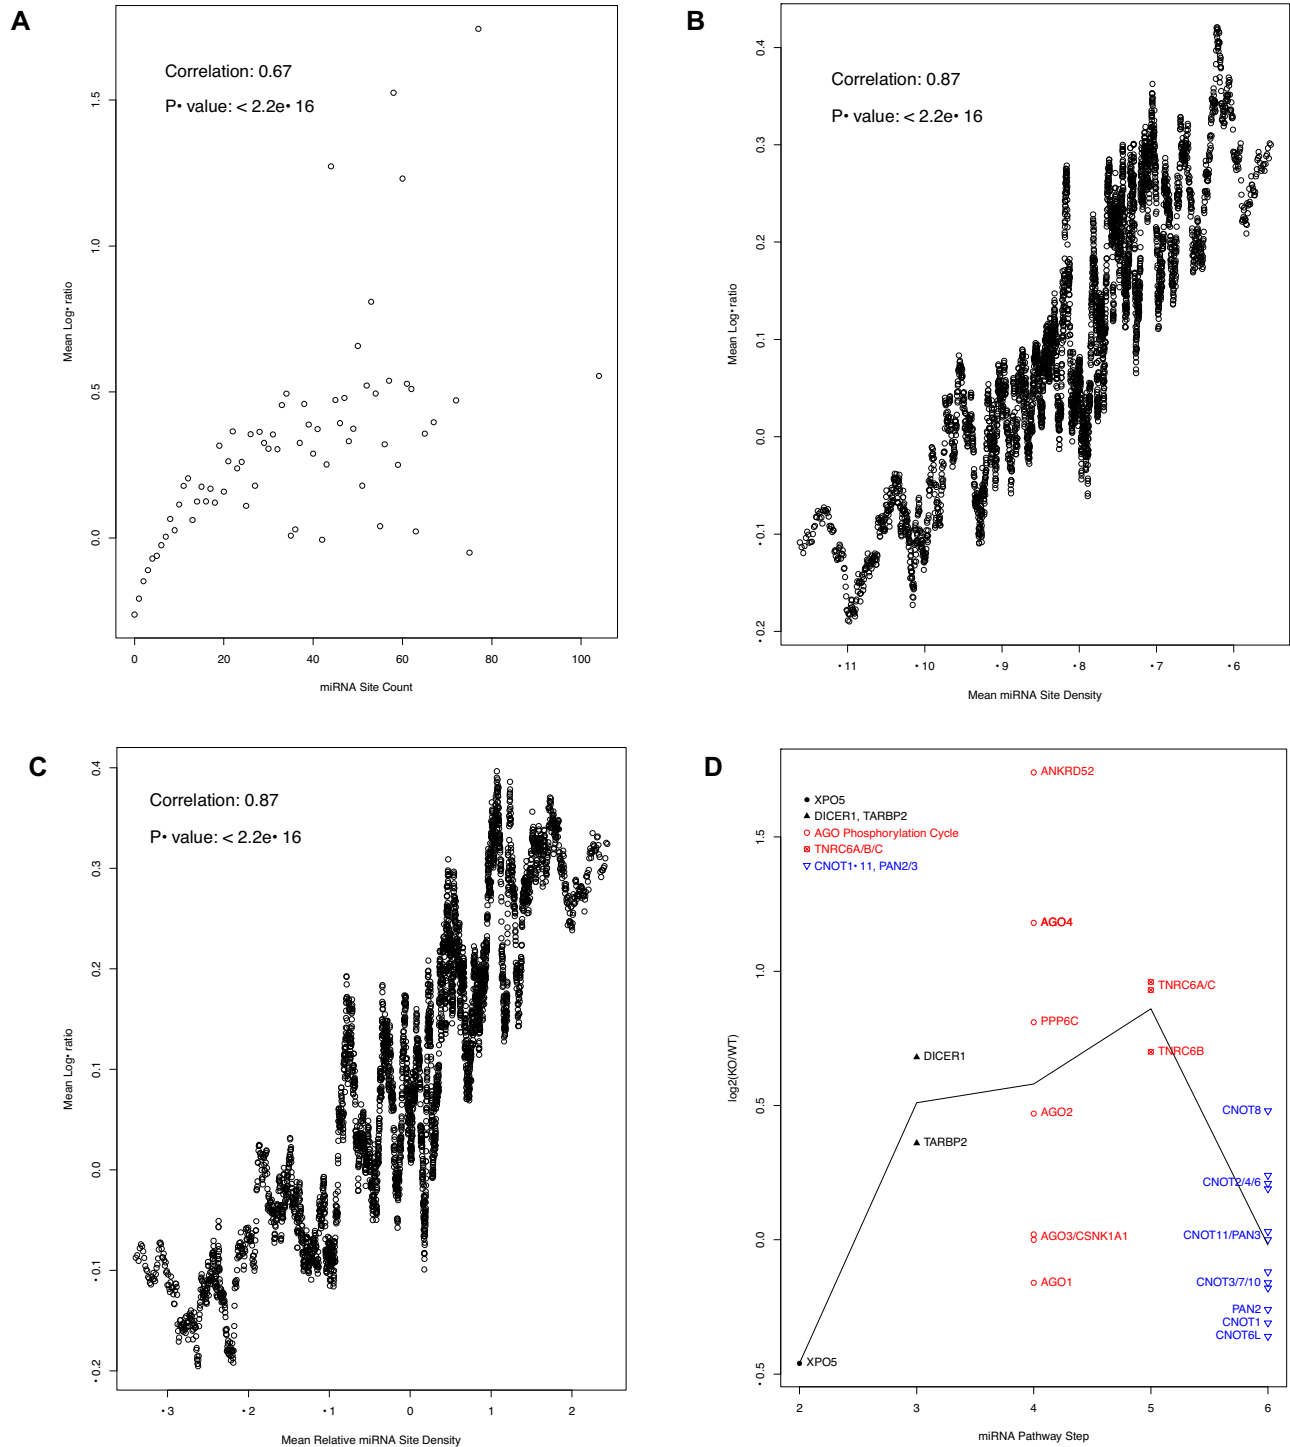 A
Correlation: 0.67
P• value: < 2.2e• 16
1.5
1.0
0.5
0.0
Mean Log• ratio
0 20 40 60 80 100
miRNA Site Count
B
Correlation: 0.87
P• value: < 2.2e• 16
0.4
0.3
0.2
0.1
0.0
• 0.1
• 0.2
Mean Log• ratio
• 11 • 10 • 9 • 8 • 7 • 6
Mean miRNA Site Density
C
Correlation: 0.87
P• value: < 2.2e• 16
0.4
0.3
0.2
0.1
0.0
• 0.1
• 0.2
Mean Log• ratio
• 3 • 2 • 1 0 1 2
Mean Relative miRNA Site Density
D
XPO5
DICER1, TARBP2
AGO Phosphorylation Cycle
TNRC6A/B/C
CNOT1• 11, PAN2/3
ANKRD52
AGO4
TNRC6A/C
PPP6C
TNRC6B
DICER1
AGO2
CNOT8
TARBP2
CNOT2/4/6
AGO3/CSNK1A1
CNOT11/PAN3
AGO1
CNOT3/7/10
PAN2
CNOT1
CNOT6L
XPO5
1.5
1.0
0.5
0.0
• 0.5
log2(KO/WT)
2 3 4 5 6
miRNA Pathway Step